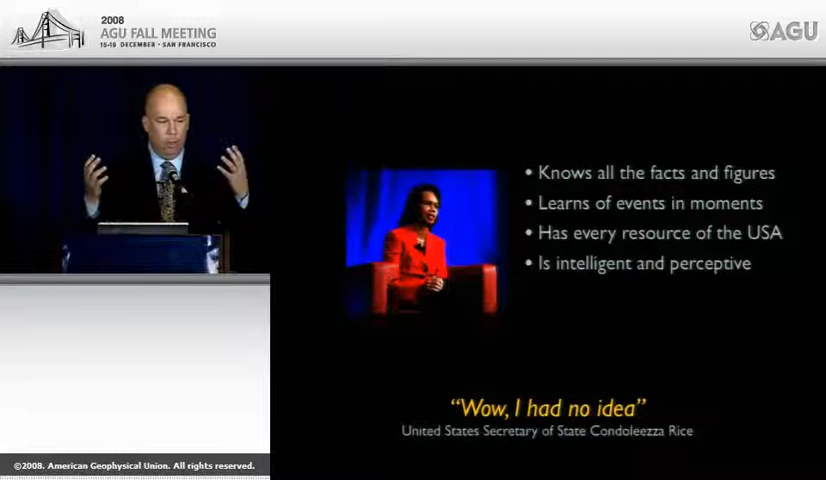 2008
AGU FALL MEETING
15-19 DECEMBER • SAN FRANCISCO
AGU
• Knows all the facts and figures
• Learns of events in moments
• Has every resource of the USA
• Is intelligent and perceptive
“Wow, I had no idea”
United States Secretary of State Condoleezza Rice
©2008. American Geophysical Union. All rights reserved.